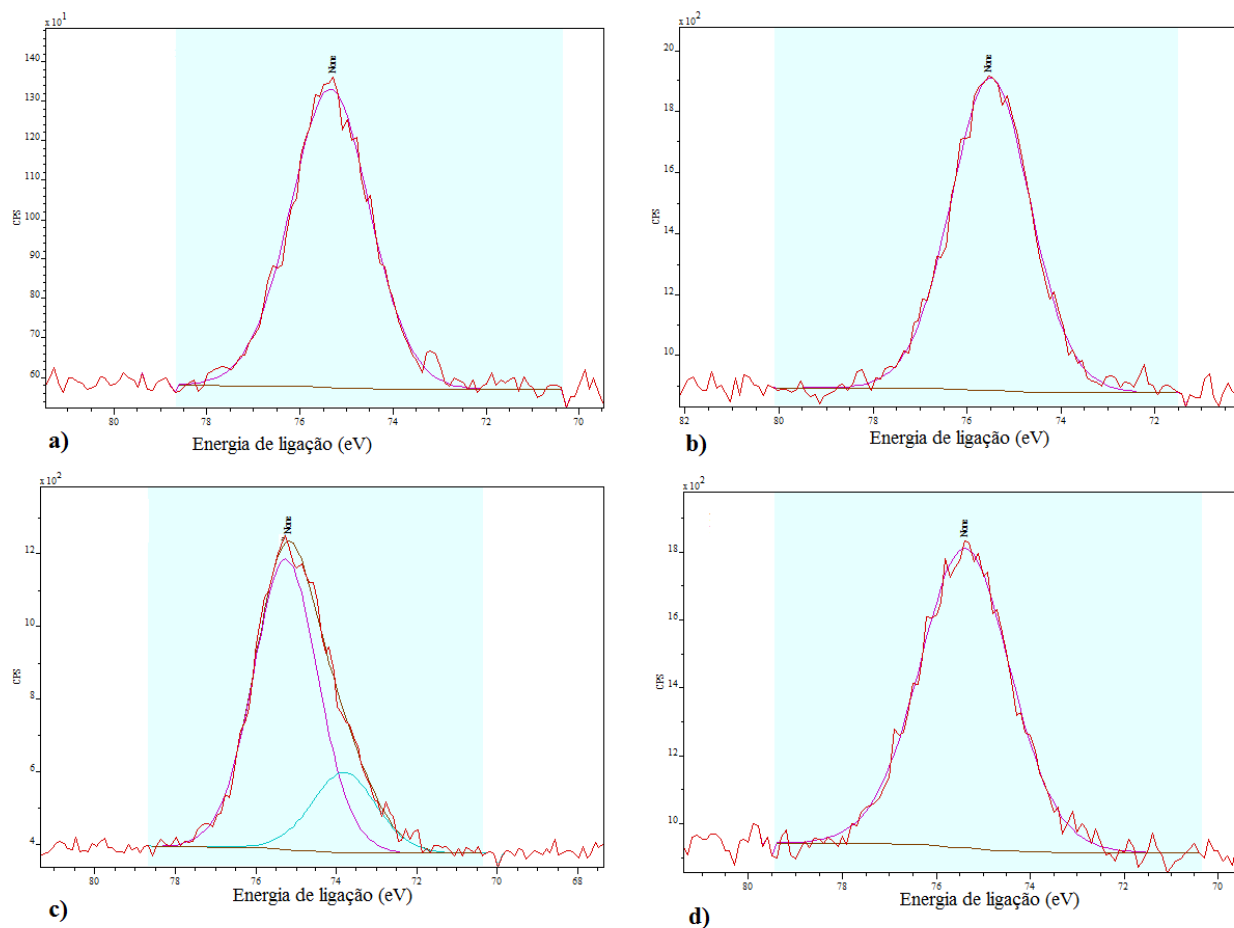 x 10¹
140
130
120
110
100
90
80
70
60
CPS
None
80 78 76 74 72 70
Energia de ligação (eV)
a)
x 10²
20
18
16
14
12
10
CPS
None
82 80 78 76 74 72
Energia de ligação (eV)
b)
x 10²
12
10
8
6
4
CPS
None
80 78 76 74 72 70 68
Energia de ligação (eV)
c)
x 10²
18
16
14
12
10
CPS
None
80 78 76 74 72 70
Energia de ligação (eV)
d)